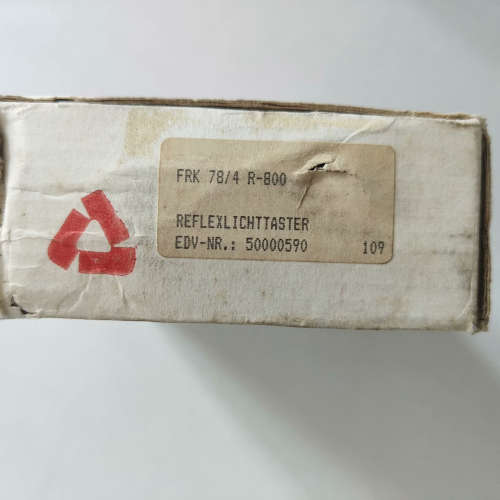 FRK 78/4 R-800
REFLEXLICHTTASTER
EDV-NR.: 50000590 109